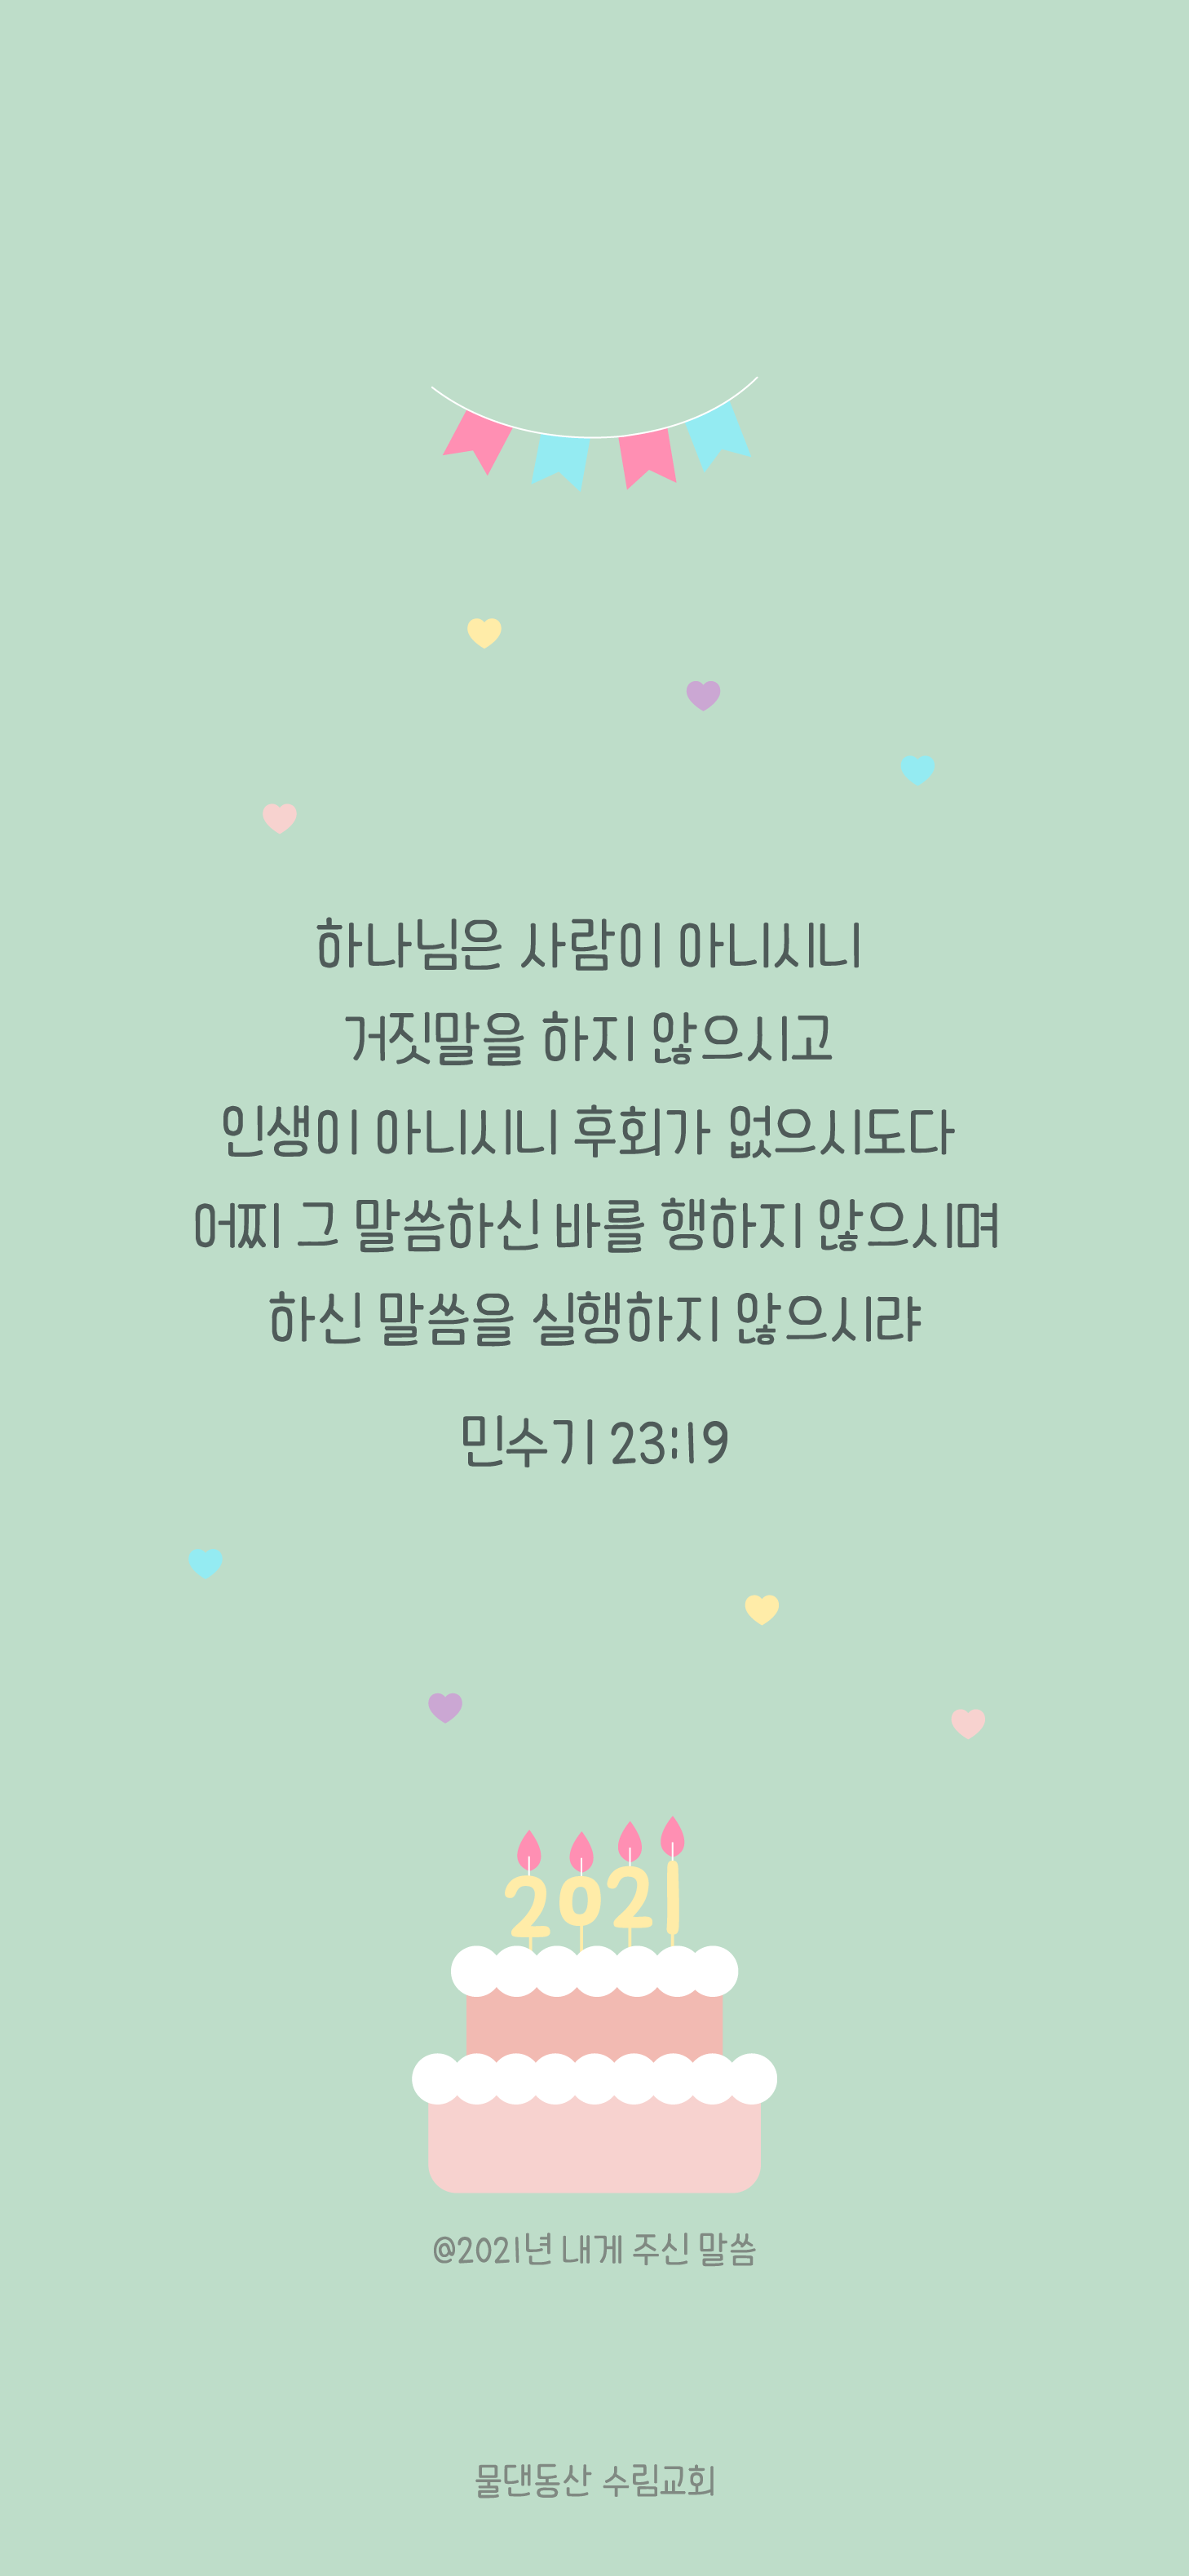 하나님은 사람이 아니시니
거짓말을 하지 않으시고
인생이 아니시니 후회가 없으시도다
어찌 그 말씀하신 바를 행하지 않으시며
하신 말씀을 실행하지 않으시랴
민수기 23:19
2021
@2021년 내게 주신 말씀
물댄동산 수림교회